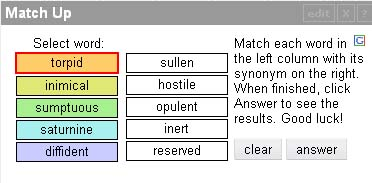 Match Up
edit X ?
Select word:
torpid
inimical
sumptuous
saturnine
diffident
sullen
hostile
opulent
inert
reserved
Match each word in
the left column with its
synonym on the right.
When finished, click
Answer to see the
results. Good luck!
clear answer